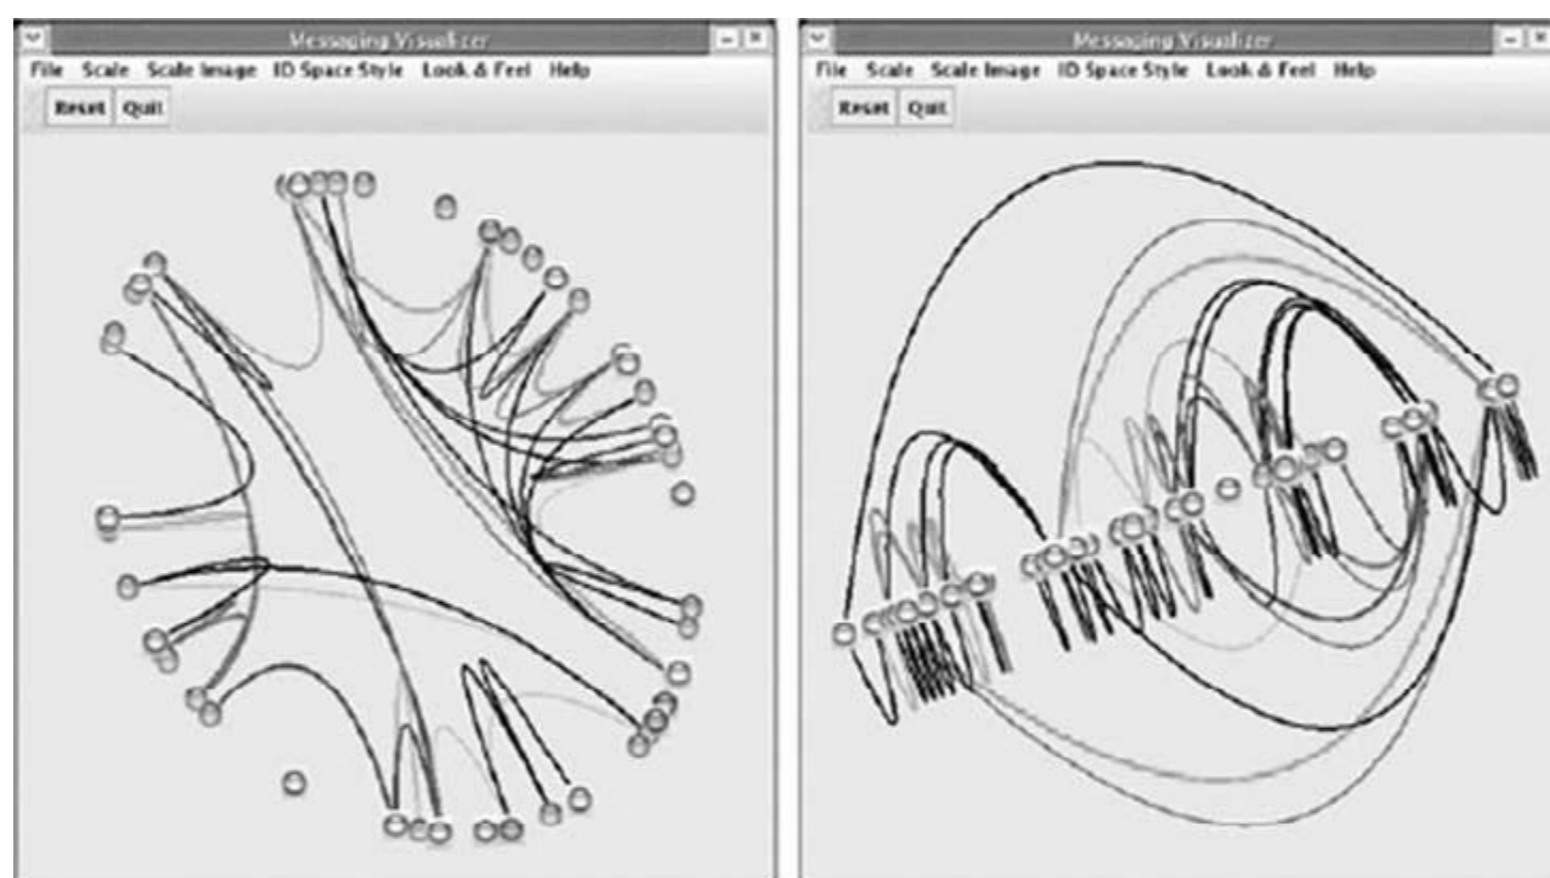 Messaging Visualizer
File Scale Scale Image ID Space Style Look & Feel Help
Reset Quit
Messaging Visualizer
File Scale Scale Image ID Space Style Look & Feel Help
Reset Quit